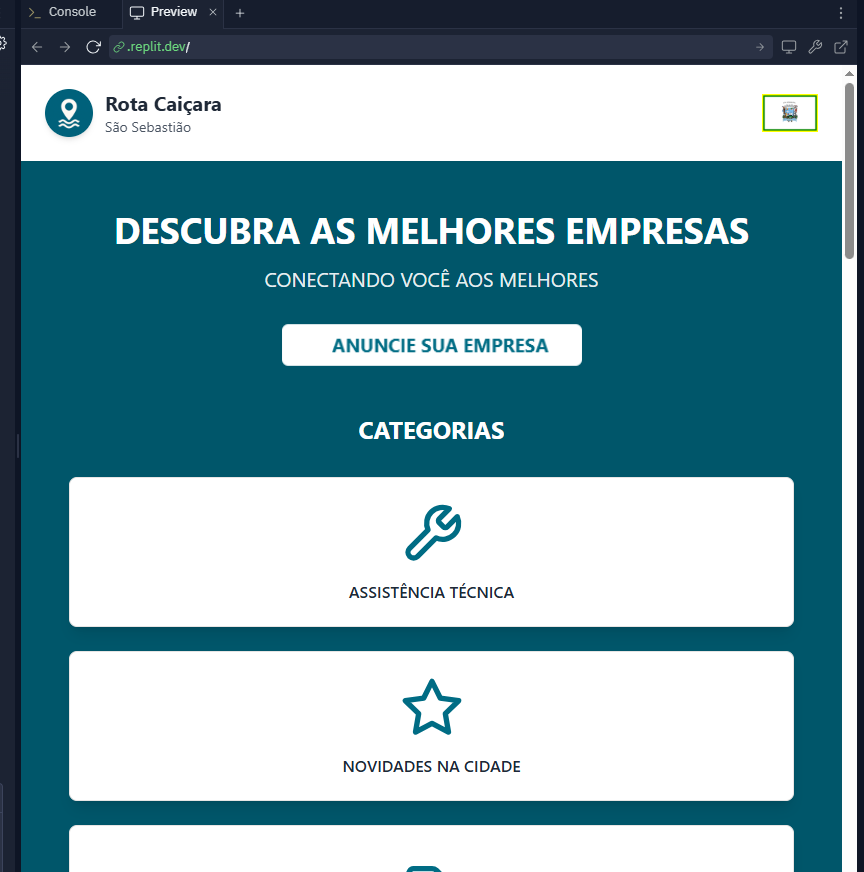 Console
Preview
.replit.dev/
Rota Caiçara
São Sebastião
DESCUBRA AS MELHORES EMPRESAS
CONECTANDO VOCÊ AOS MELHORES
ANUNCIE SUA EMPRESA
CATEGORIAS
ASSISTÊNCIA TÉCNICA
NOVIDADES NA CIDADE